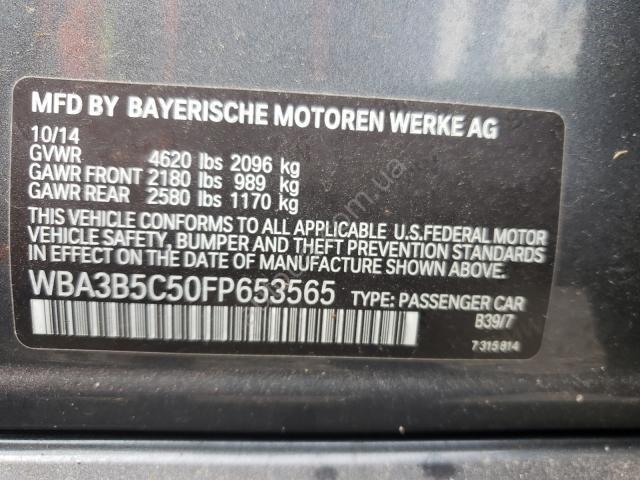 MFD BY BAYERISCHE MOTOREN WERKE AG
10/14
GVWR 4620 lbs 2096 kg
GAWR FRONT 2180 lbs 989 kg
GAWR REAR 2580 lbs 1170 kg
THIS VEHICLE CONFORMS TO ALL APPLICABLE U.S. FEDERAL MOTOR
VEHICLE SAFETY, BUMPER AND THEFT PREVENTION STANDARDS
IN EFFECT ON THE DATE OF MANUFACTURE SHOWN ABOVE.
WBA3B5C50FP653565 TYPE: PASSENGER CAR
B39/7
7 315 814